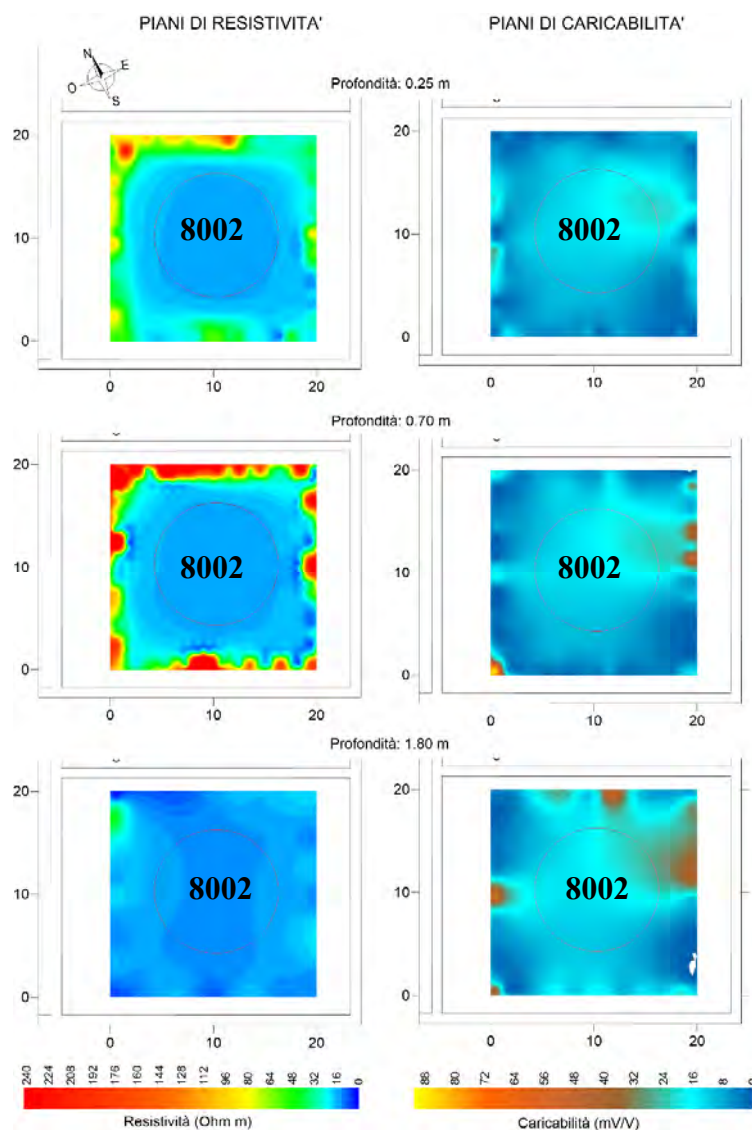 PIANI DI RESISTIVITA' PIANI DI CARICABILITA'
N
E
O
S
Profondità: 0.25 m
20 20
8002 8002
10 10
0 0
0 10 20 0 10 20
Profondità: 0.70 m
20 20
8002 8002
10 10
0 0
0 10 20 0 10 20
Profondità: 1.80 m
20 20
8002 8002
10 10
0 0
0 10 20 0 10 20
240 224 208 192 176 160 144 128 112 96 80 64 48 32 16 0 88 80 72 64 56 48 40 32 24 16 8 0
Resistività (Ohm m) Caricabilità (mV/V)